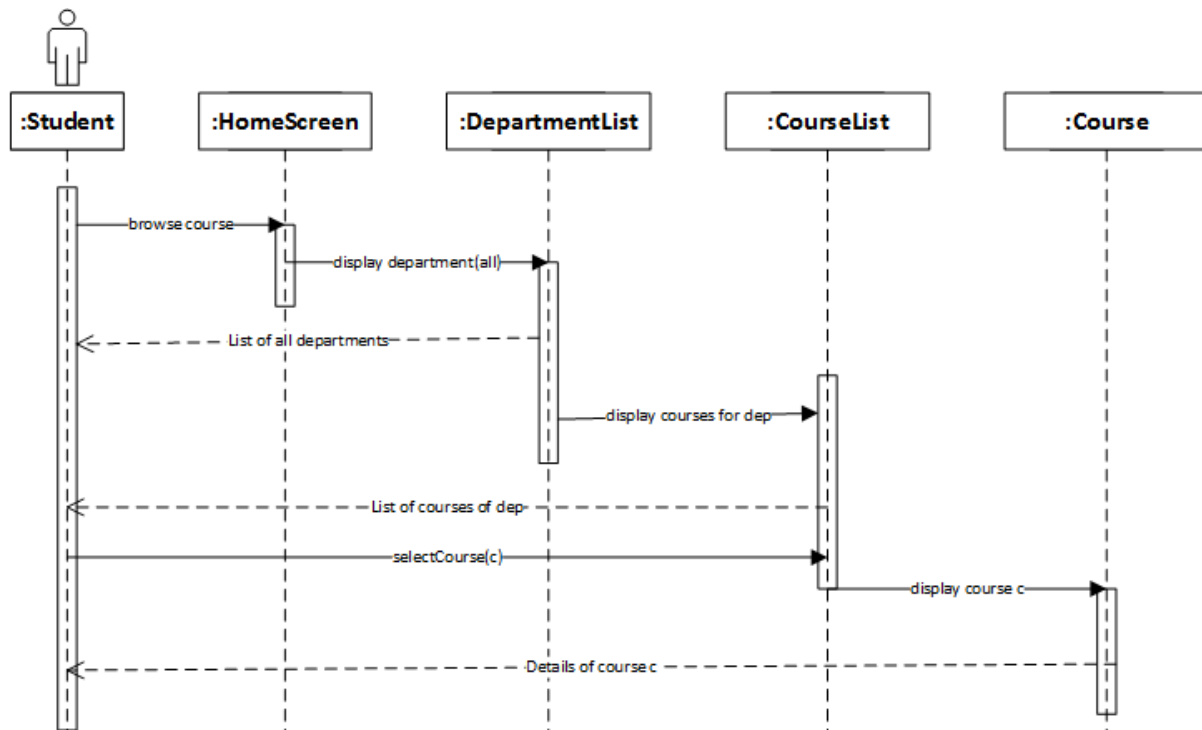 :Student
:HomeScreen
:DepartmentList
:CourseList
:Course
browse course
display department(all)
List of all departments
display courses for dep
List of courses of dep
selectCourse(c)
display course c
Details of course c